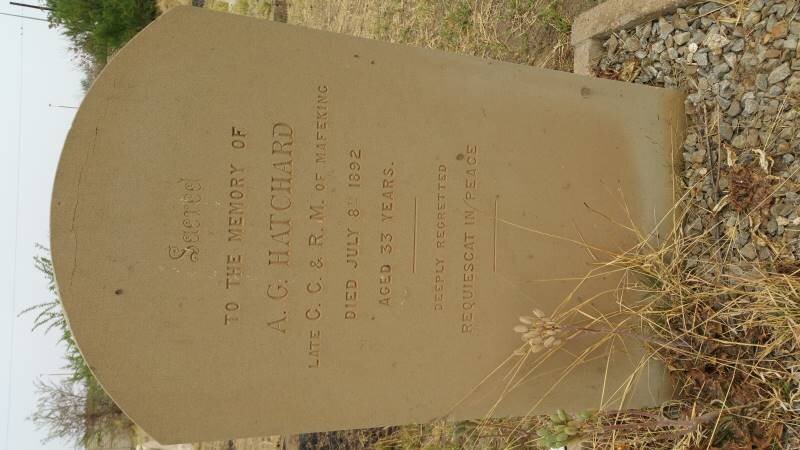 Sacred
TO THE MEMORY OF
A. G. HATCHARD
LATE C. C. & R. M. OF MAFEKING
DIED JULY 8TH 1892
AGED 33 YEARS.
DEEPLY REGRETTED
REQUIESCAT IN PEACE